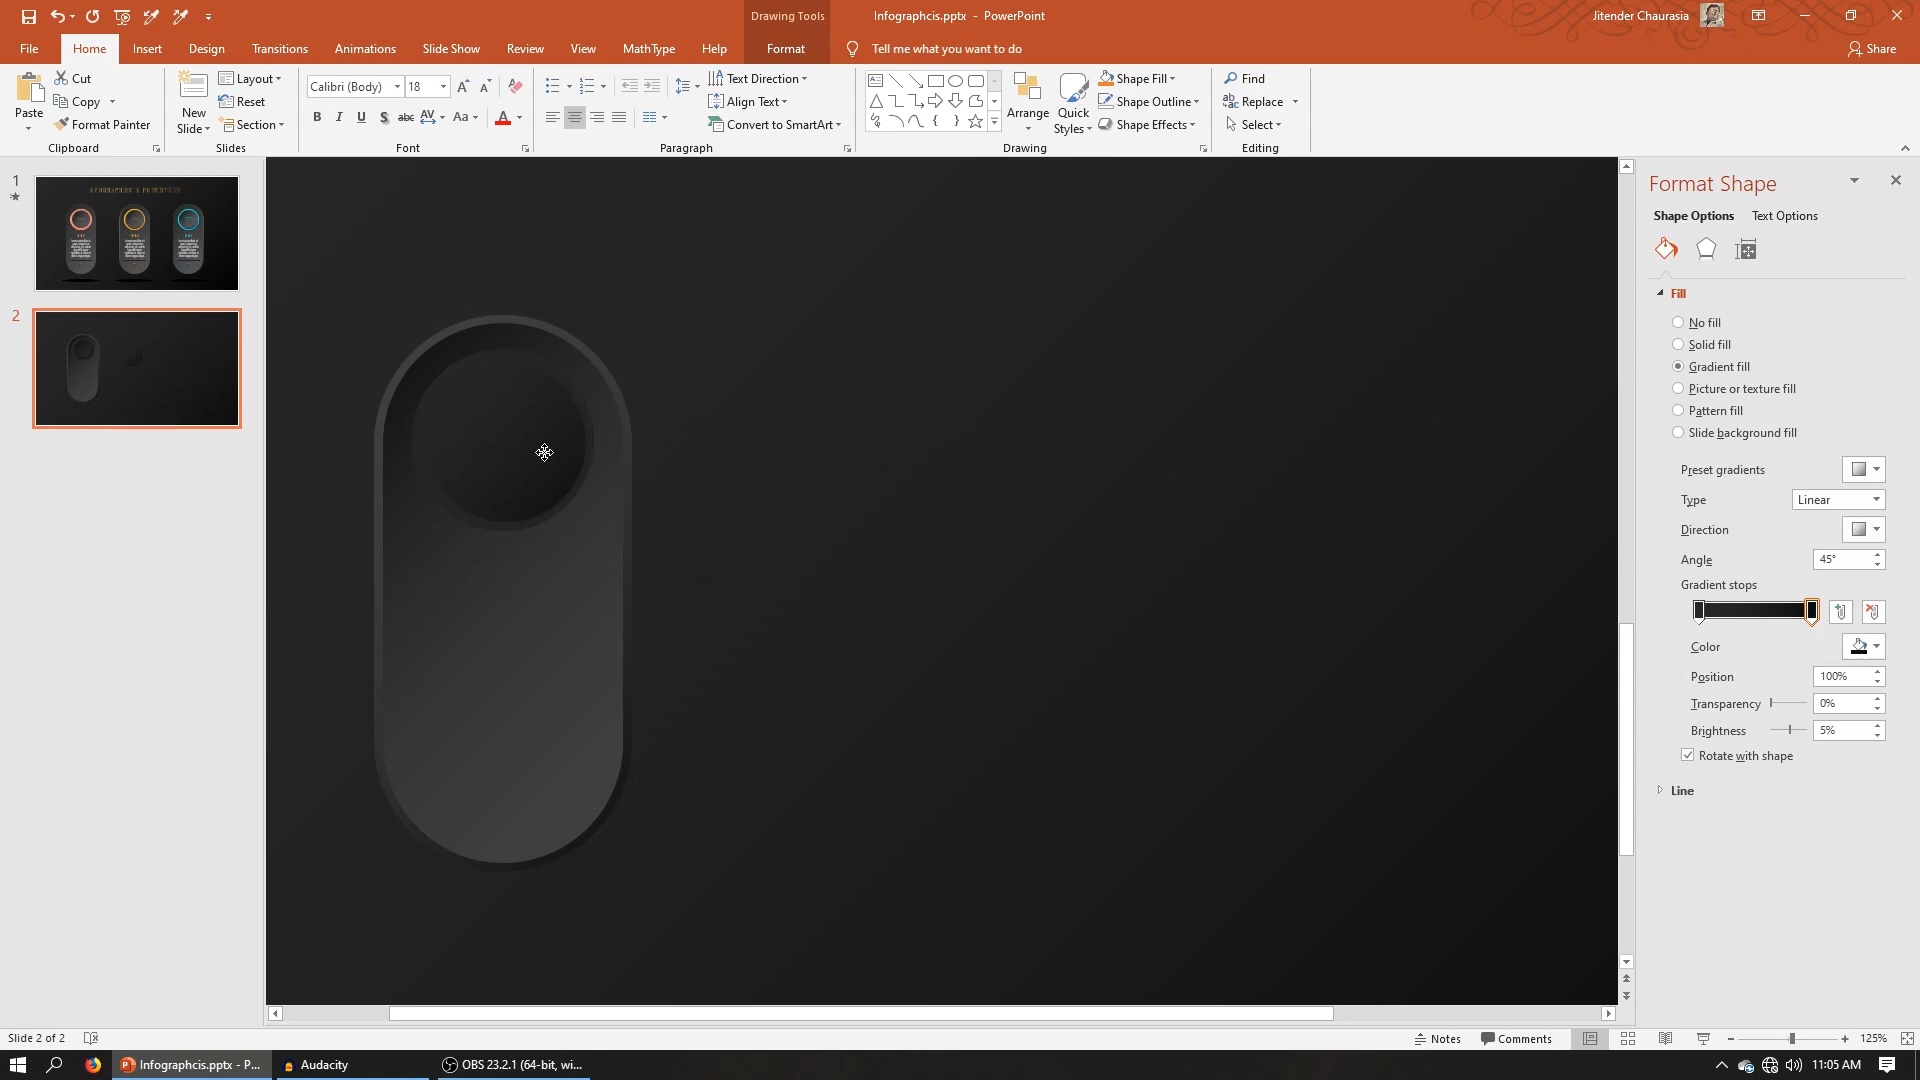 Drawing Tools
Infographcis.pptx - PowerPoint
Jitender Chaurasia
File Home Insert Design Transitions Animations Slide Show Review View MathType Help Format Tell me what you want to do
Share
Paste
Cut
Copy
Format Painter
Clipboard
New Slide
Layout
Reset
Section
Slides
Calibri (Body) 18
B I U S abc AV Aa A
Font
Text Direction
Align Text
Convert to SmartArt
Paragraph
Arrange
Quick Styles
Shape Fill
Shape Outline
Shape Effects
Drawing
Find
Replace
Select
Editing
1
2
Format Shape
Shape Options Text Options
Fill
No fill
Solid fill
Gradient fill
Picture or texture fill
Pattern fill
Slide background fill
Preset gradients
Type Linear
Direction
Angle 45°
Gradient stops
Color
Position 100%
Transparency 0%
Brightness 5%
Rotate with shape
Line
Slide 2 of 2
Notes
Comments
125%
Infographcis.pptx - P...
Audacity
OBS 23.2.1 (64-bit, wi...
11:05 AM